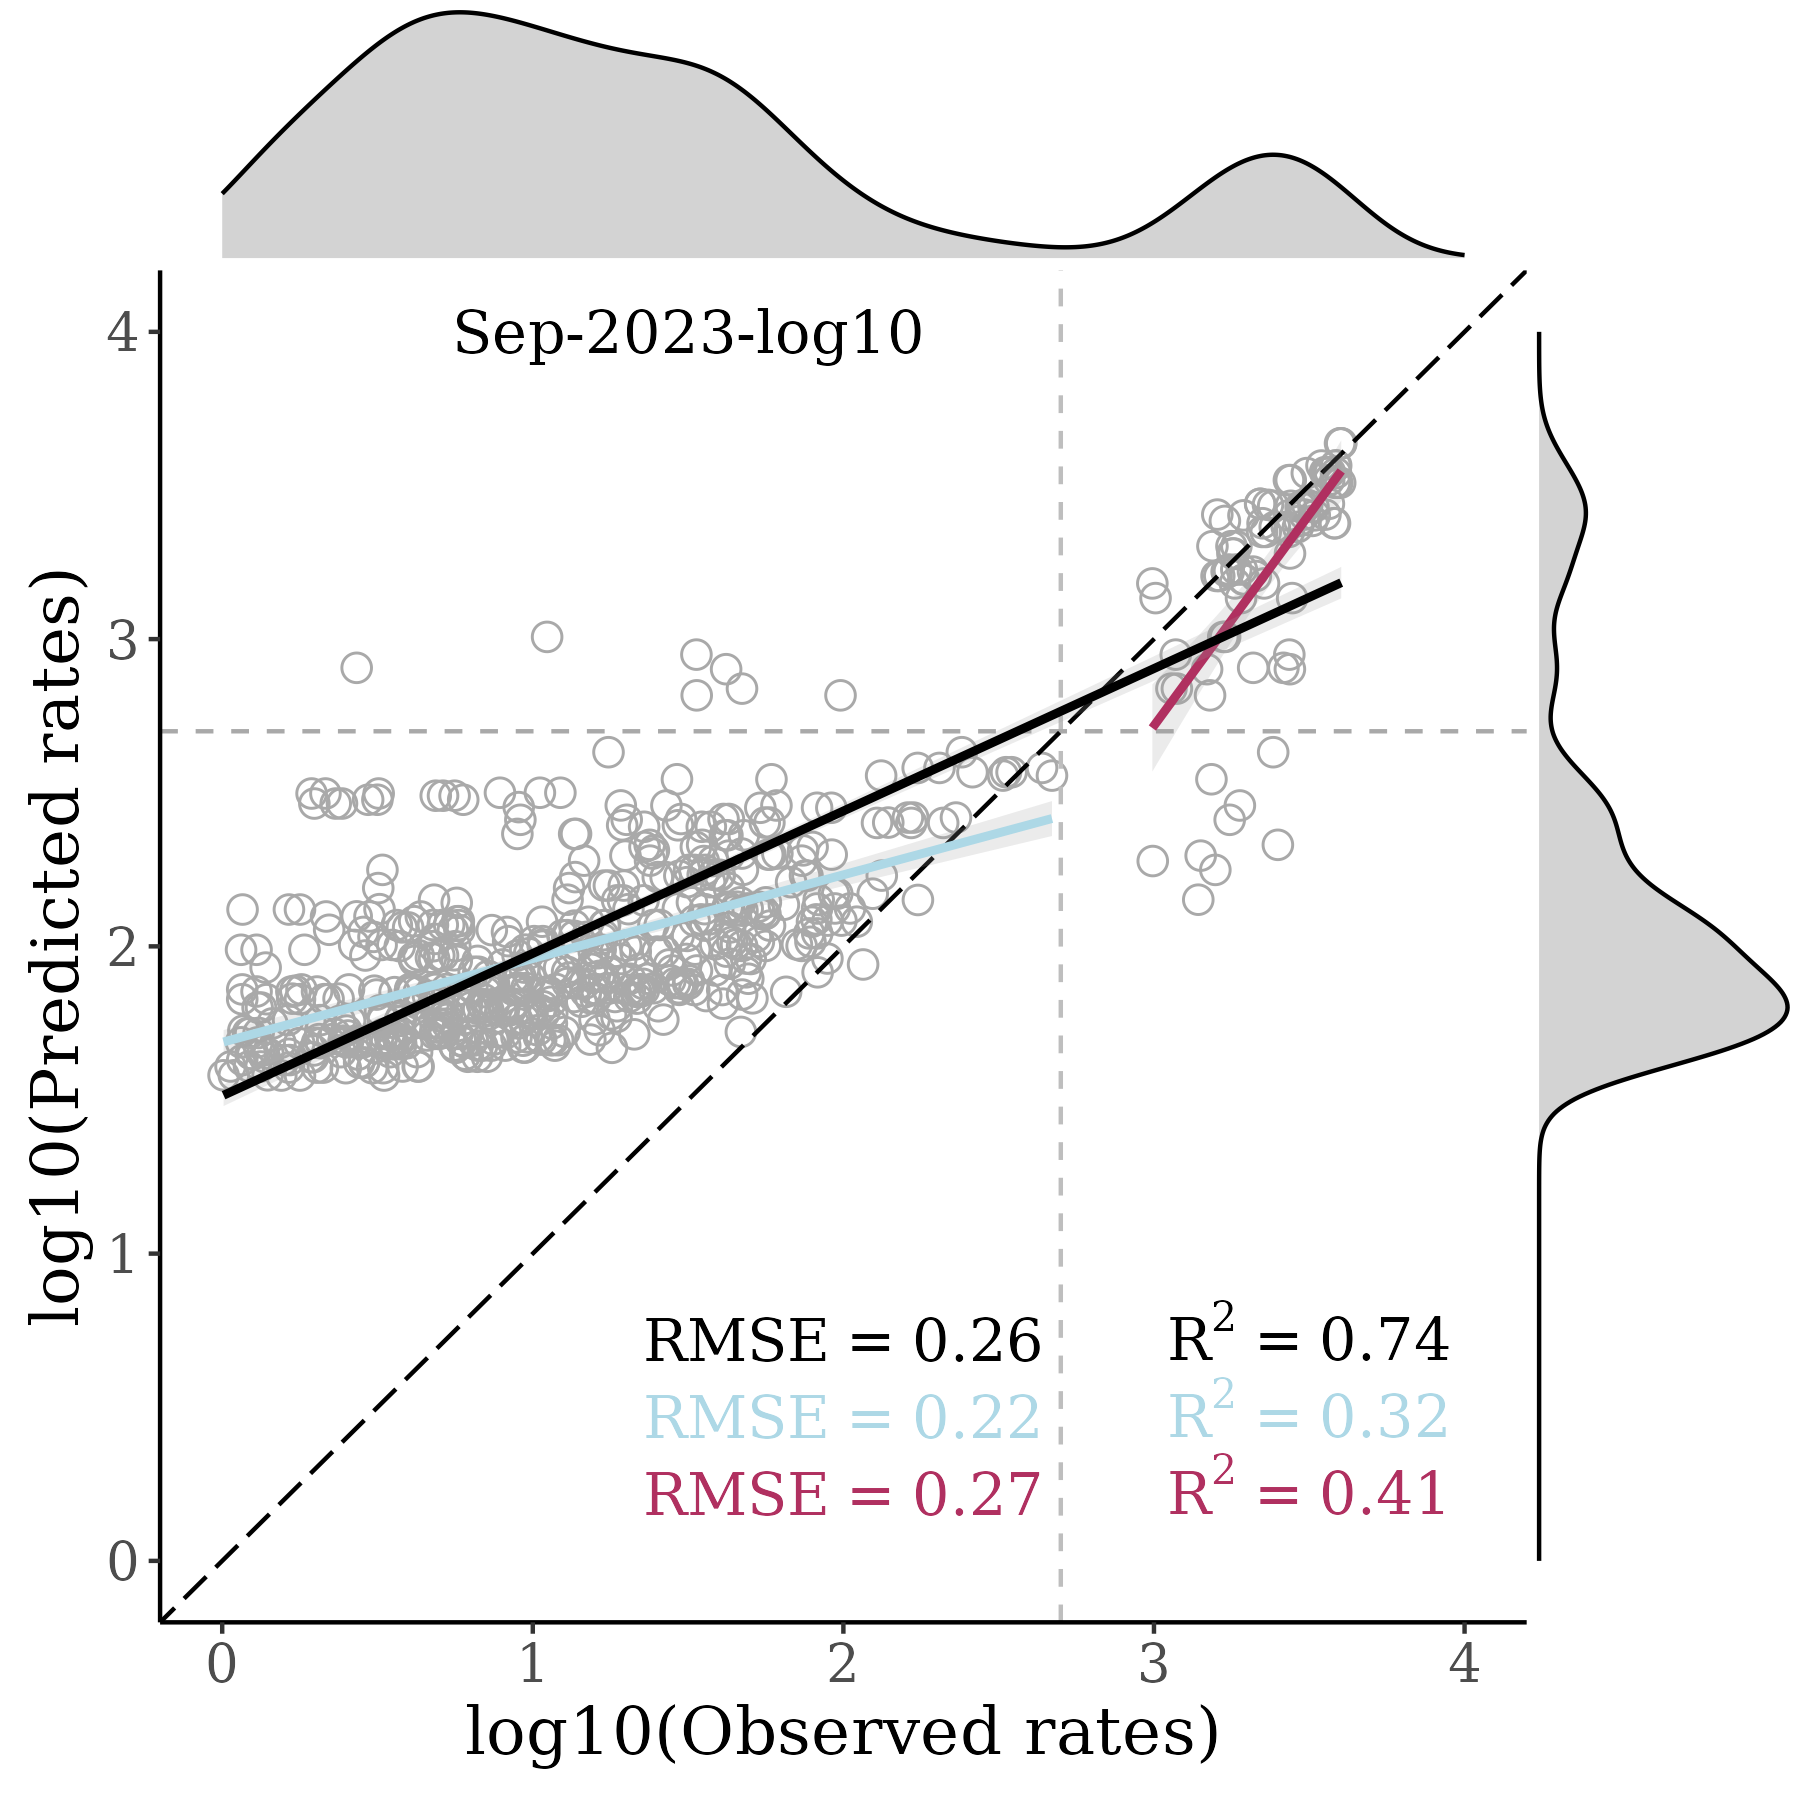 Sep-2023-log10
4
3
2
1
0
log10(Predicted rates)
RMSE = 0.26 R² = 0.74
RMSE = 0.22 R² = 0.32
RMSE = 0.27 R² = 0.41
0 1 2 3 4
log10(Observed rates)